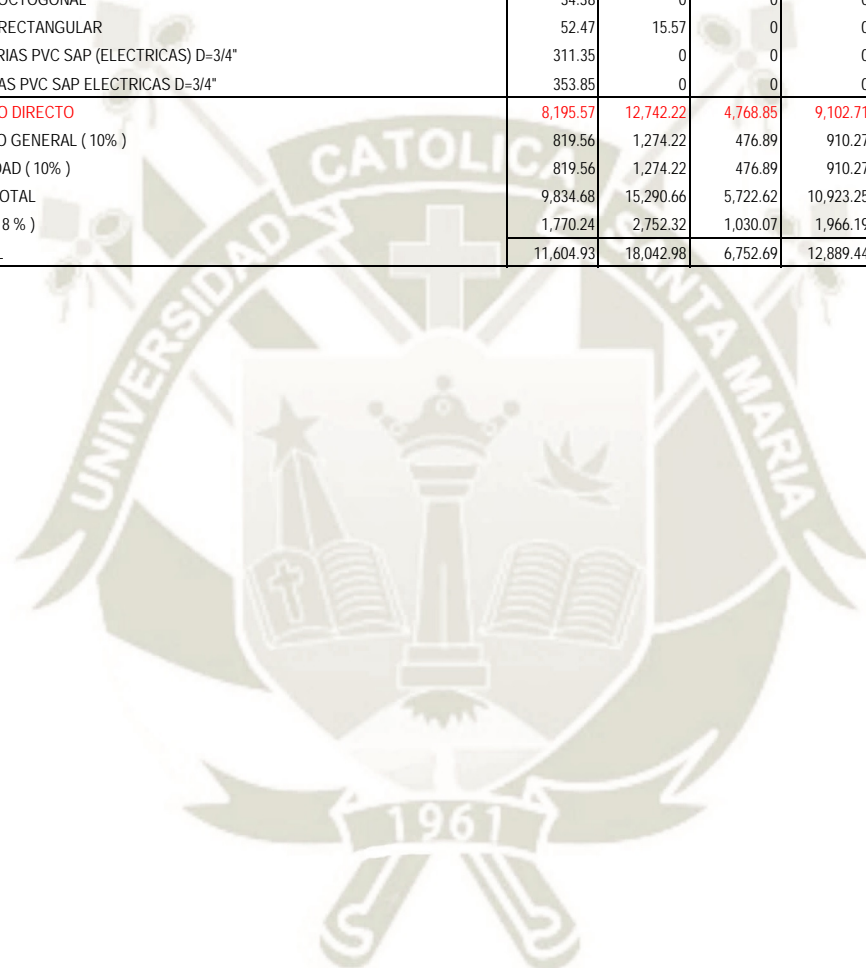 OCTOGONAL 54.58 0 0 0
RECTANGULAR 52.47 15.57 0 0
RIAS PVC SAP (ELECTRICAS) D=3/4" 311.35 0 0 0
AS PVC SAP ELECTRICAS D=3/4" 353.85 0 0 0
O DIRECTO 8,195.57 12,742.22 4,768.85 9,102.71
O GENERAL ( 10% ) 819.56 1,274.22 476.89 910.27
DAD ( 10% ) 819.56 1,274.22 476.89 910.27
OTAL 9,834.68 15,290.66 5,722.62 10,923.25
8 % ) 1,770.24 2,752.32 1,030.07 1,966.19
L 11,604.93 18,042.98 6,752.69 12,889.44
UNIVERSIDAD CATOLICA SANTA MARIA
1961